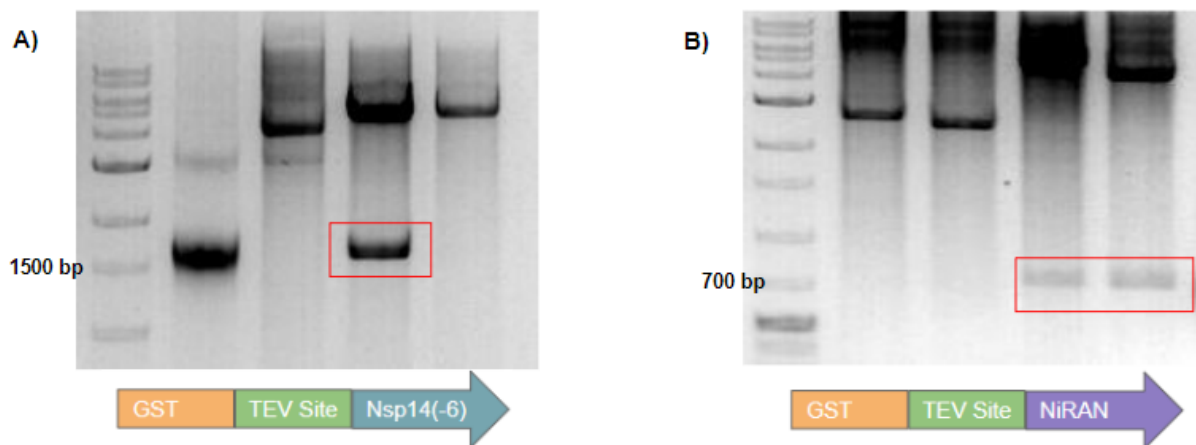 A)
1500 bp
GST TEV Site Nsp14(-6)
B)
700 bp
GST TEV Site NiRAN